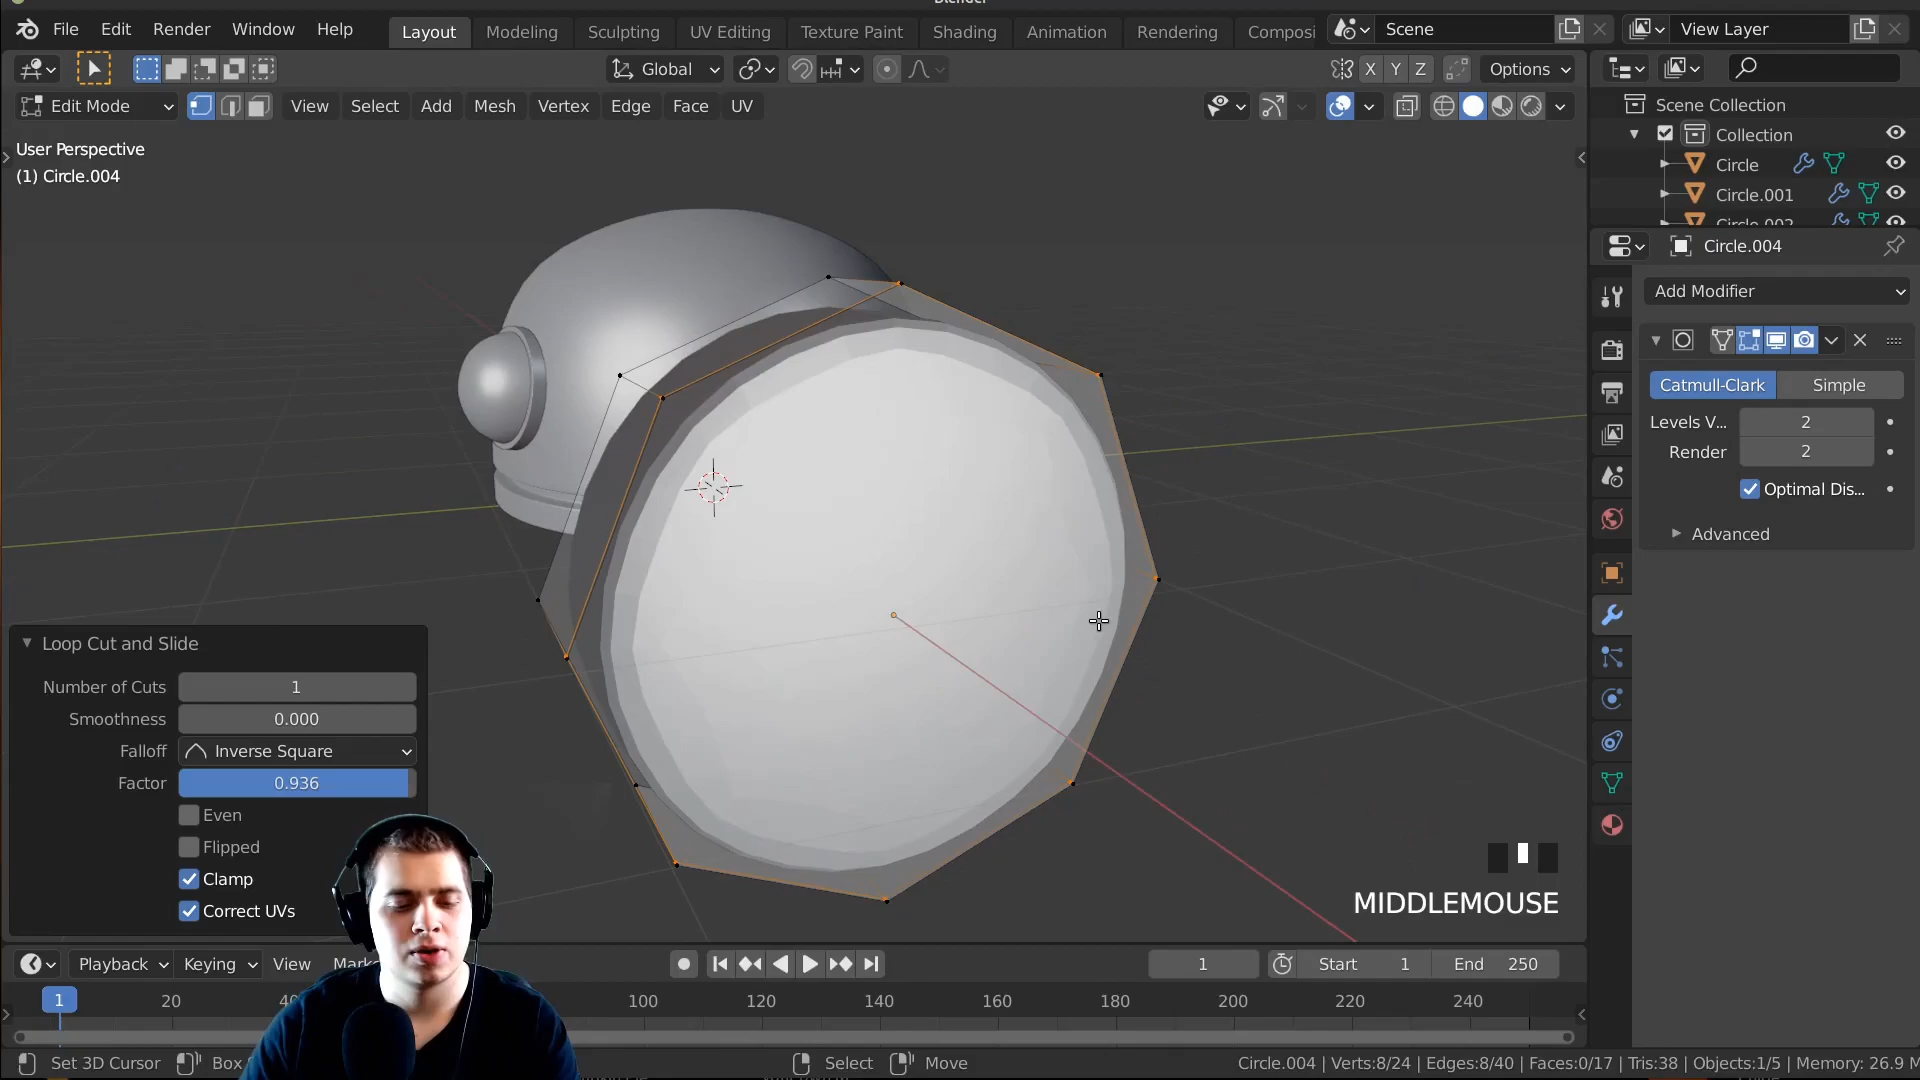 File Edit Render Window Help Layout Modeling Sculpting UV Editing Texture Paint Shading Animation Rendering Scene View Layer
Global X Y Z Options
Edit Mode View Select Add Mesh Vertex Edge Face UV
Scene Collection
Collection
Circle
Circle.001
User Perspective
(1) Circle.004
Circle.004
Add Modifier
Catmull-Clark Simple
Levels V... 2
Render 2
Optimal Dis...
Advanced
Loop Cut and Slide
Number of Cuts 1
Smoothness 0.000
Falloff Inverse Square
Factor 0.936
Even
Flipped
Clamp
Correct UVs
MIDDLEMOUSE
Playback Keying View 1 Start 1 End 250
1 20 100 120 140 160 180 200 220 240
Set 3D Cursor Box Select Move Circle.004 | Verts:8/24 | Edges:8/40 | Faces:0/17 | Tris:38 | Objects:1/5 | Memory: 26.9 M